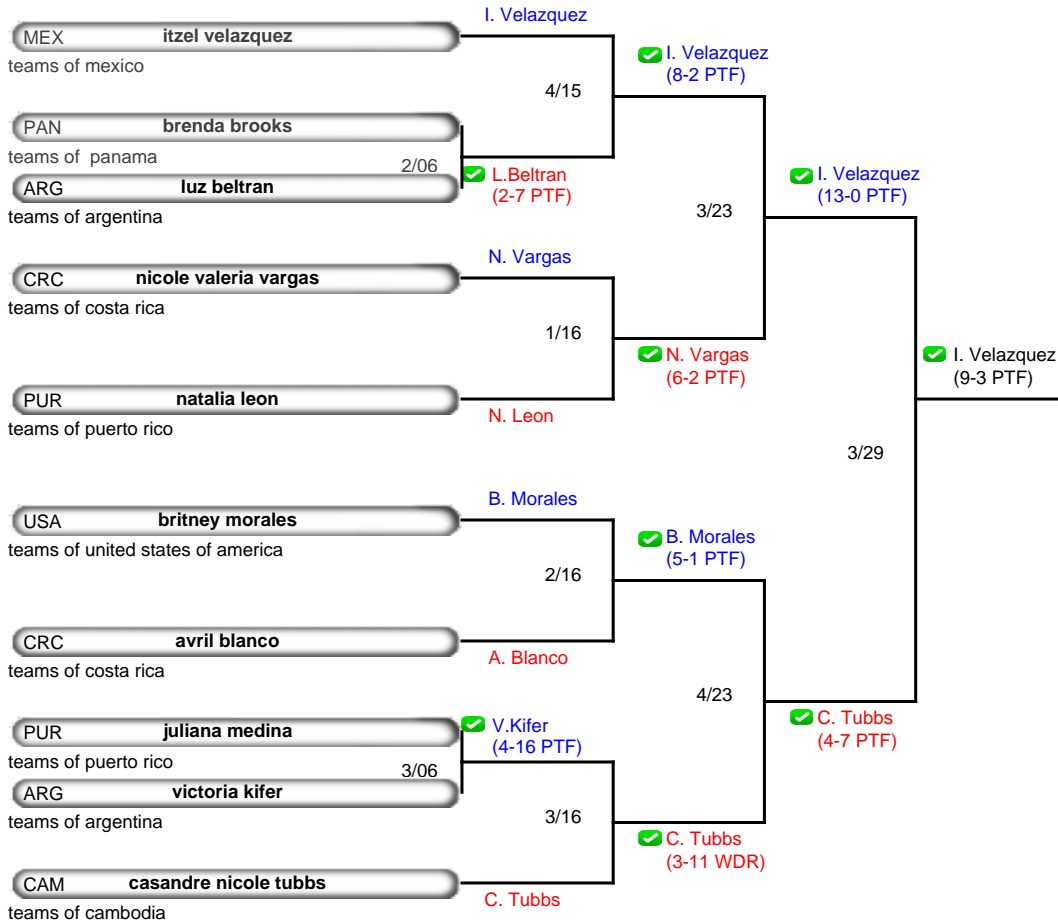 I. Velazquez
MEX itzel velazquez
teams of mexico
I. Velazquez
(8-2 PTF)
4/15
PAN brenda brooks
teams of  panama
2/06
L.Beltran
(2-7 PTF)
ARG luz beltran
teams of argentina
I. Velazquez
(13-0 PTF)
3/23
N. Vargas
CRC nicole valeria vargas
teams of costa rica
1/16
N. Vargas
(6-2 PTF)
I. Velazquez
(9-3 PTF)
PUR natalia leon
teams of puerto rico
N. Leon
3/29
B. Morales
USA britney morales
teams of united states of america
B. Morales
(5-1 PTF)
2/16
CRC avril blanco
teams of costa rica
A. Blanco
4/23
C. Tubbs
(4-7 PTF)
PUR juliana medina
teams of puerto rico
V.Kifer
(4-16 PTF)
3/06
ARG victoria kifer
teams of argentina
3/16
C. Tubbs
(3-11 WDR)
CAM casandre nicole tubbs
teams of cambodia
C. Tubbs